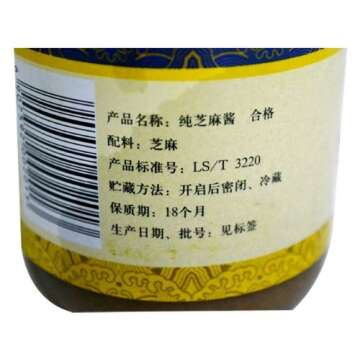 产品名称：纯芝麻酱 合格
配料：芝麻
产品标准号：LS/T 3220
贮藏方法：开启后密闭、冷藏
保质期：18个月
生产日期、批号：见标签